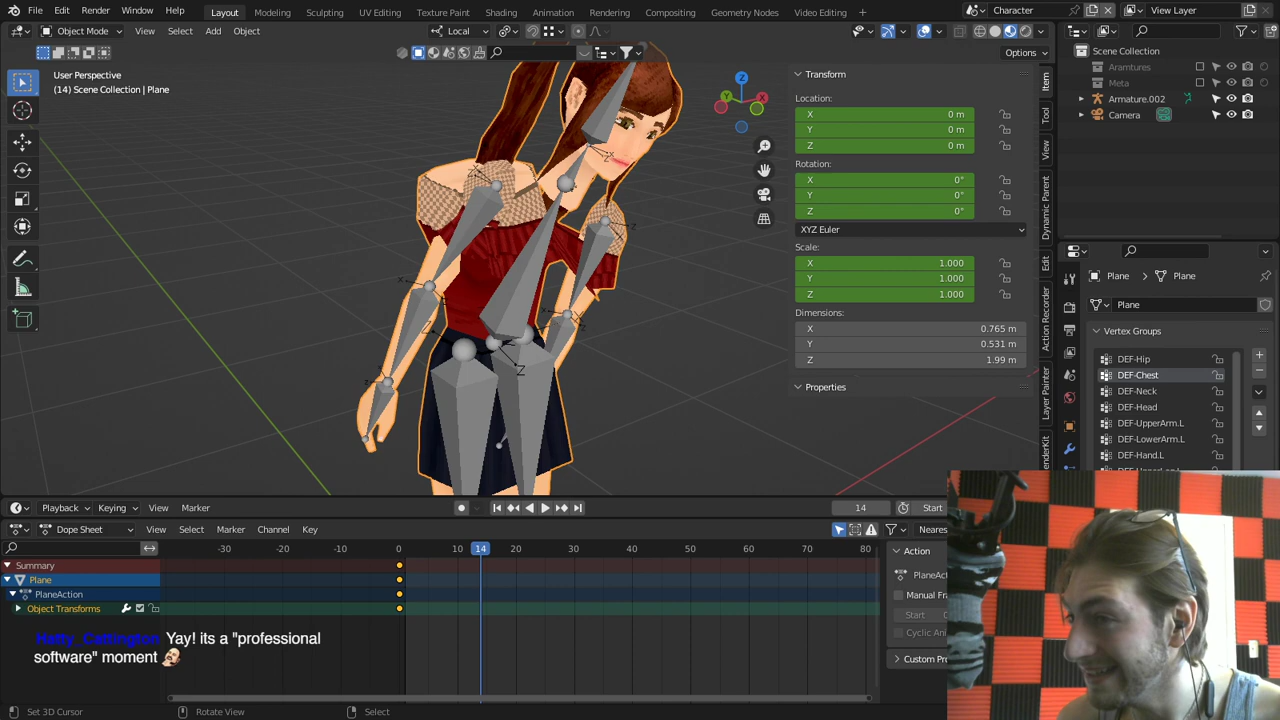 File Edit Render Window Help Layout Modeling Sculpting UV Editing Texture Paint Shading Animation Rendering Compositing Geometry Nodes Video Editing + Character View Layer
Object Mode View Select Add Object Local
Options
User Perspective
(14) Scene Collection | Plane
Z
Y
X
Transform
Location:
X 0 m
Y 0 m
Z 0 m
Rotation:
X 0°
Y 0°
Z 0°
XYZ Euler
Scale:
X 1.000
Y 1.000
Z 1.000
Dimensions:
X 0.765 m
Y 0.531 m
Z 1.99 m
Properties
Item
Tool
View
Dynamic Parent
Edit
Action Recorder
Layer Painter
Scene Collection
Aramtures
Meta
Armature.002
Camera
Plane > Plane
Plane
Vertex Groups
DEF-Hip
DEF-Chest
DEF-Neck
DEF-Head
DEF-UpperArm.L
DEF-LowerArm.L
DEF-Hand.L
Playback Keying View Marker 14 Start
Dope Sheet View Select Marker Channel Key Neares
-30 -20 -10 0 10 14 20 30 40 50 60 70 80
Summary
Plane
PlaneAction
Object Transforms
Action
PlaneAct
Manual Fra
Start
Cyclic Ani
Custom Pro
Hatty_Cattington Yay! its a "professional
software" moment
Set 3D Cursor Rotate View Select